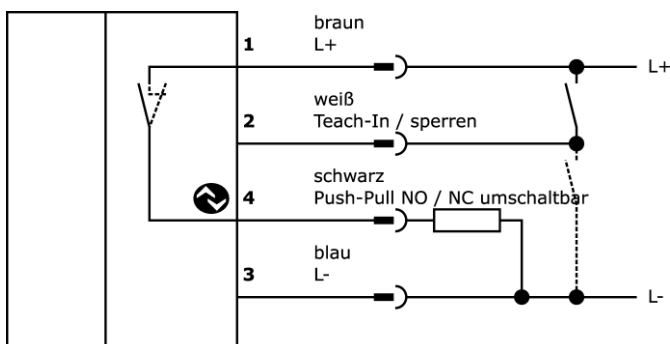 braun
1 L+ L+
weiß
2 Teach-In / sperren
schwarz
4 Push-Pull NO / NC umschaltbar
blau
3 L- L-